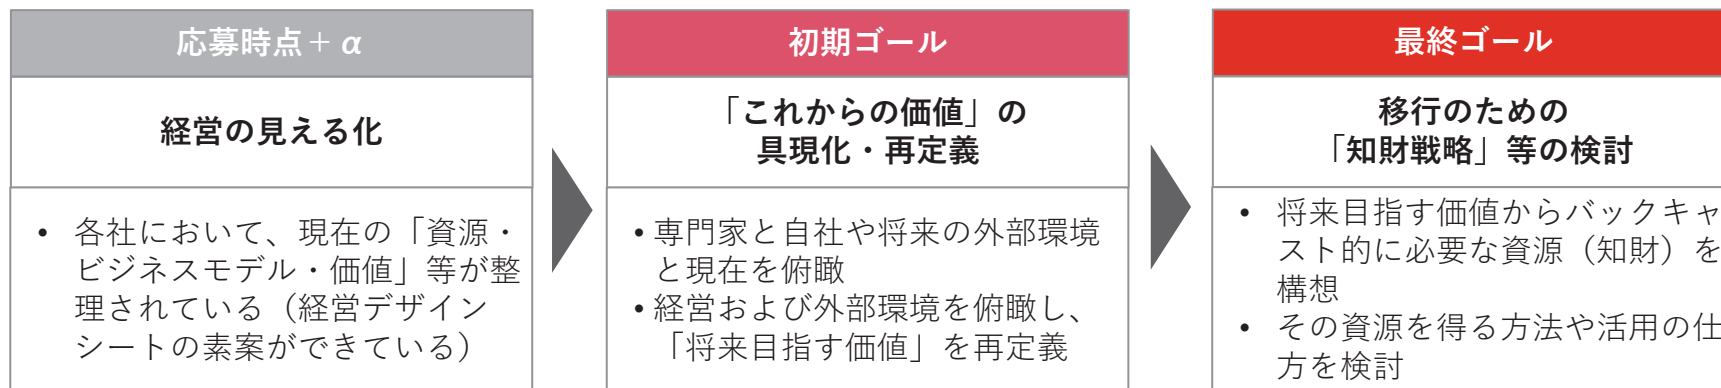 応募時点+α
経営の見える化
• 各社において、現在の「資源・
ビジネスモデル・価値」等が整
理されている（経営デザイン
シートの素案ができている）
初期ゴール
「これからの価値」の
具現化・再定義
• 専門家と自社や将来の外部環境
と現在を俯瞰
• 経営および外部環境を俯瞰し、
「将来目指す価値」を再定義
最終ゴール
移行のための
「知財戦略」等の検討
• 将来目指す価値からバックキャ
スト的に必要な資源（知財）を
構想
• その資源を得る方法や活用の仕
方を検討